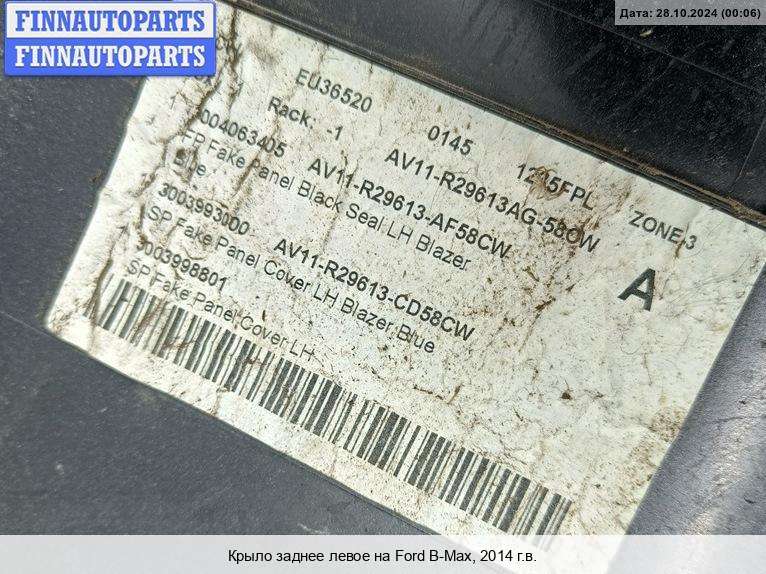 FINNAUTOPARTS
FINNAUTOPARTS
Дата: 28.10.2024 (00:06)
EU36520 0145 1245FPL ZONE 3
Rack: -1 AV11-R29613AG-58CW
004063405 AV11-R29613-AF58CW
FP Fake Panel Black Seal LH Blazer
Blue
A
3003993000 AV11-R29613-CD58CW
SP Fake Panel Cover LH Blazer Blue
3003998801
SP Fake Panel Cover LH
Крыло заднее левое на Ford B-Max, 2014 г.в.